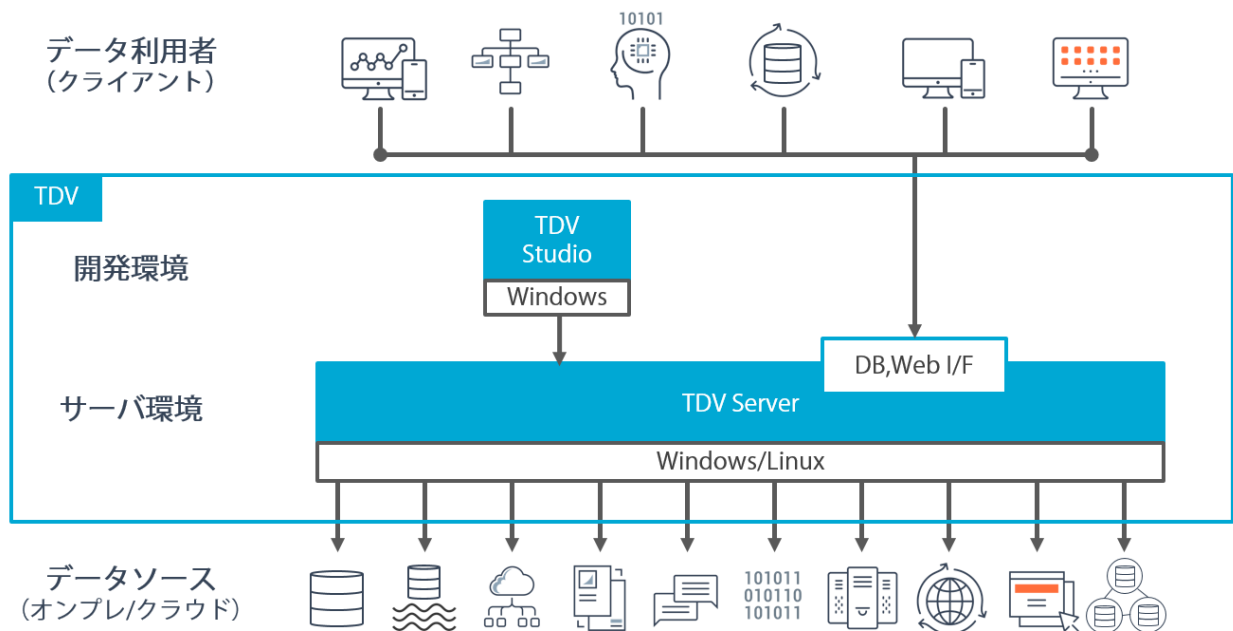 データ利用者
(クライアント)
10101
TDV
開発環境
TDV
Studio
Windows
DB,Web I/F
サーバ環境
TDV Server
Windows/Linux
データソース
(オンプレ/クラウド)
101011
010110
101011